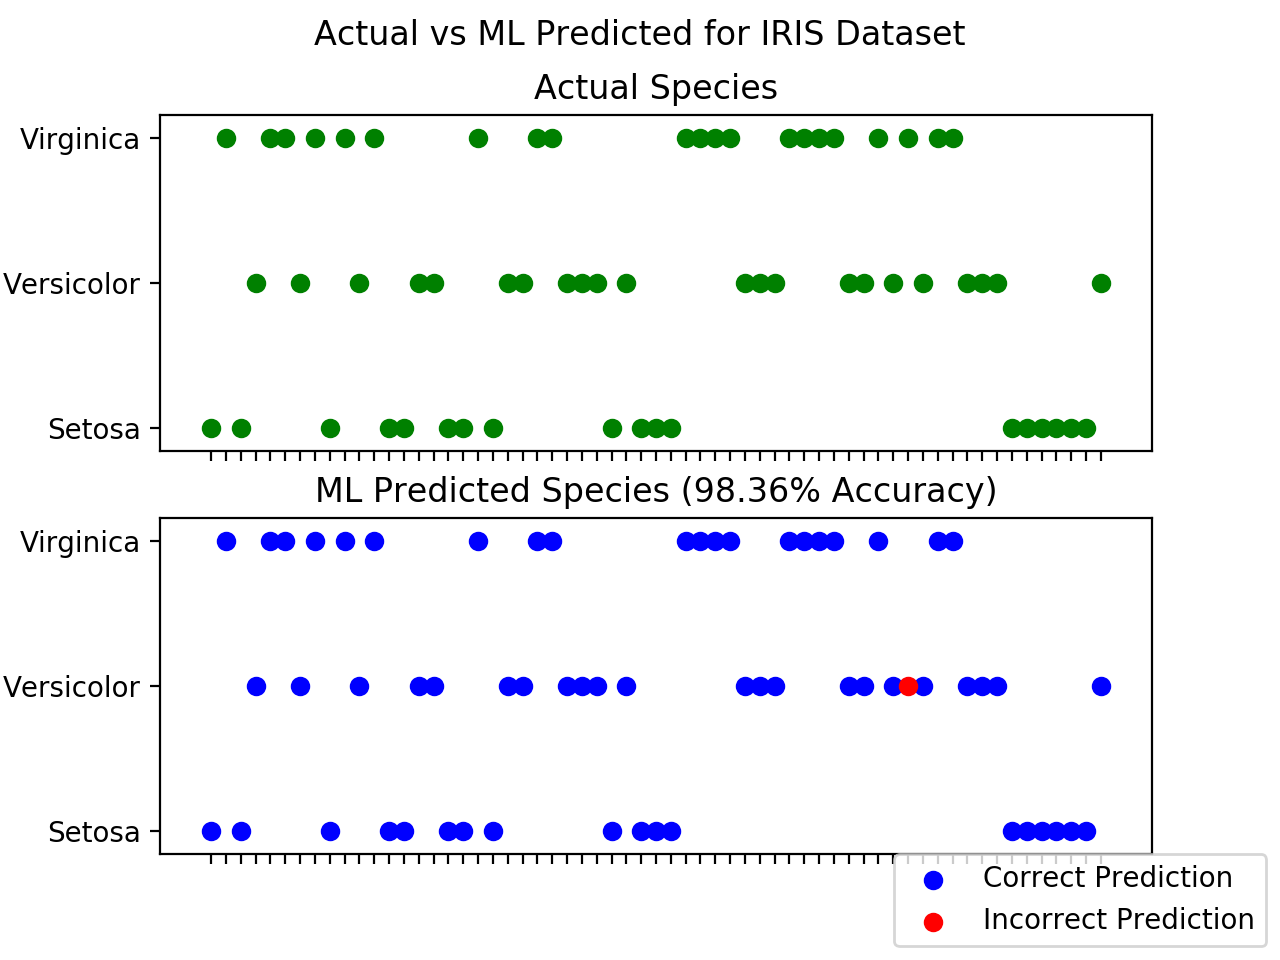 Actual vs ML Predicted for IRIS Dataset
Actual Species
Virginica
Versicolor
Setosa
ML Predicted Species (98.36% Accuracy)
Virginica
Versicolor
Setosa
Correct Prediction
Incorrect Prediction